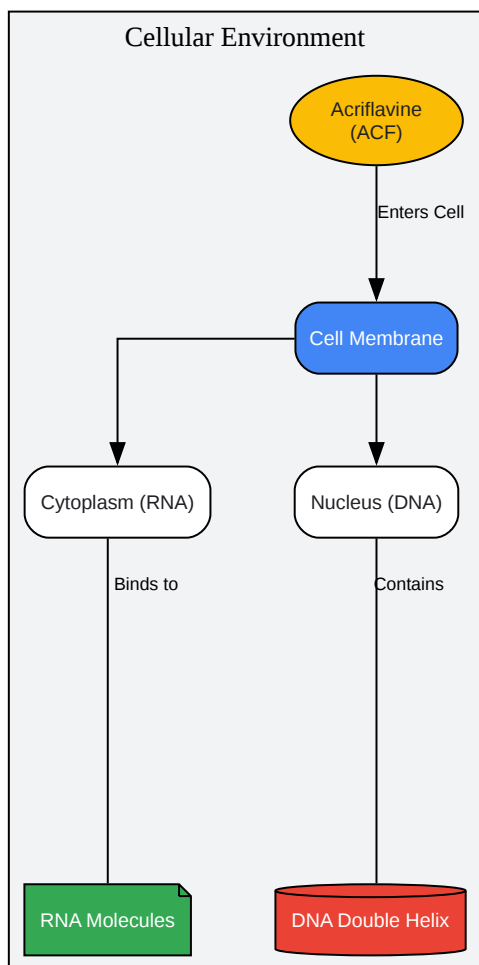 Cellular Environment
Acriflavine
(ACF)
Enters Cell
Cell Membrane
Cytoplasm (RNA)
Nucleus (DNA)
Binds to
Contains
RNA Molecules
DNA Double Helix